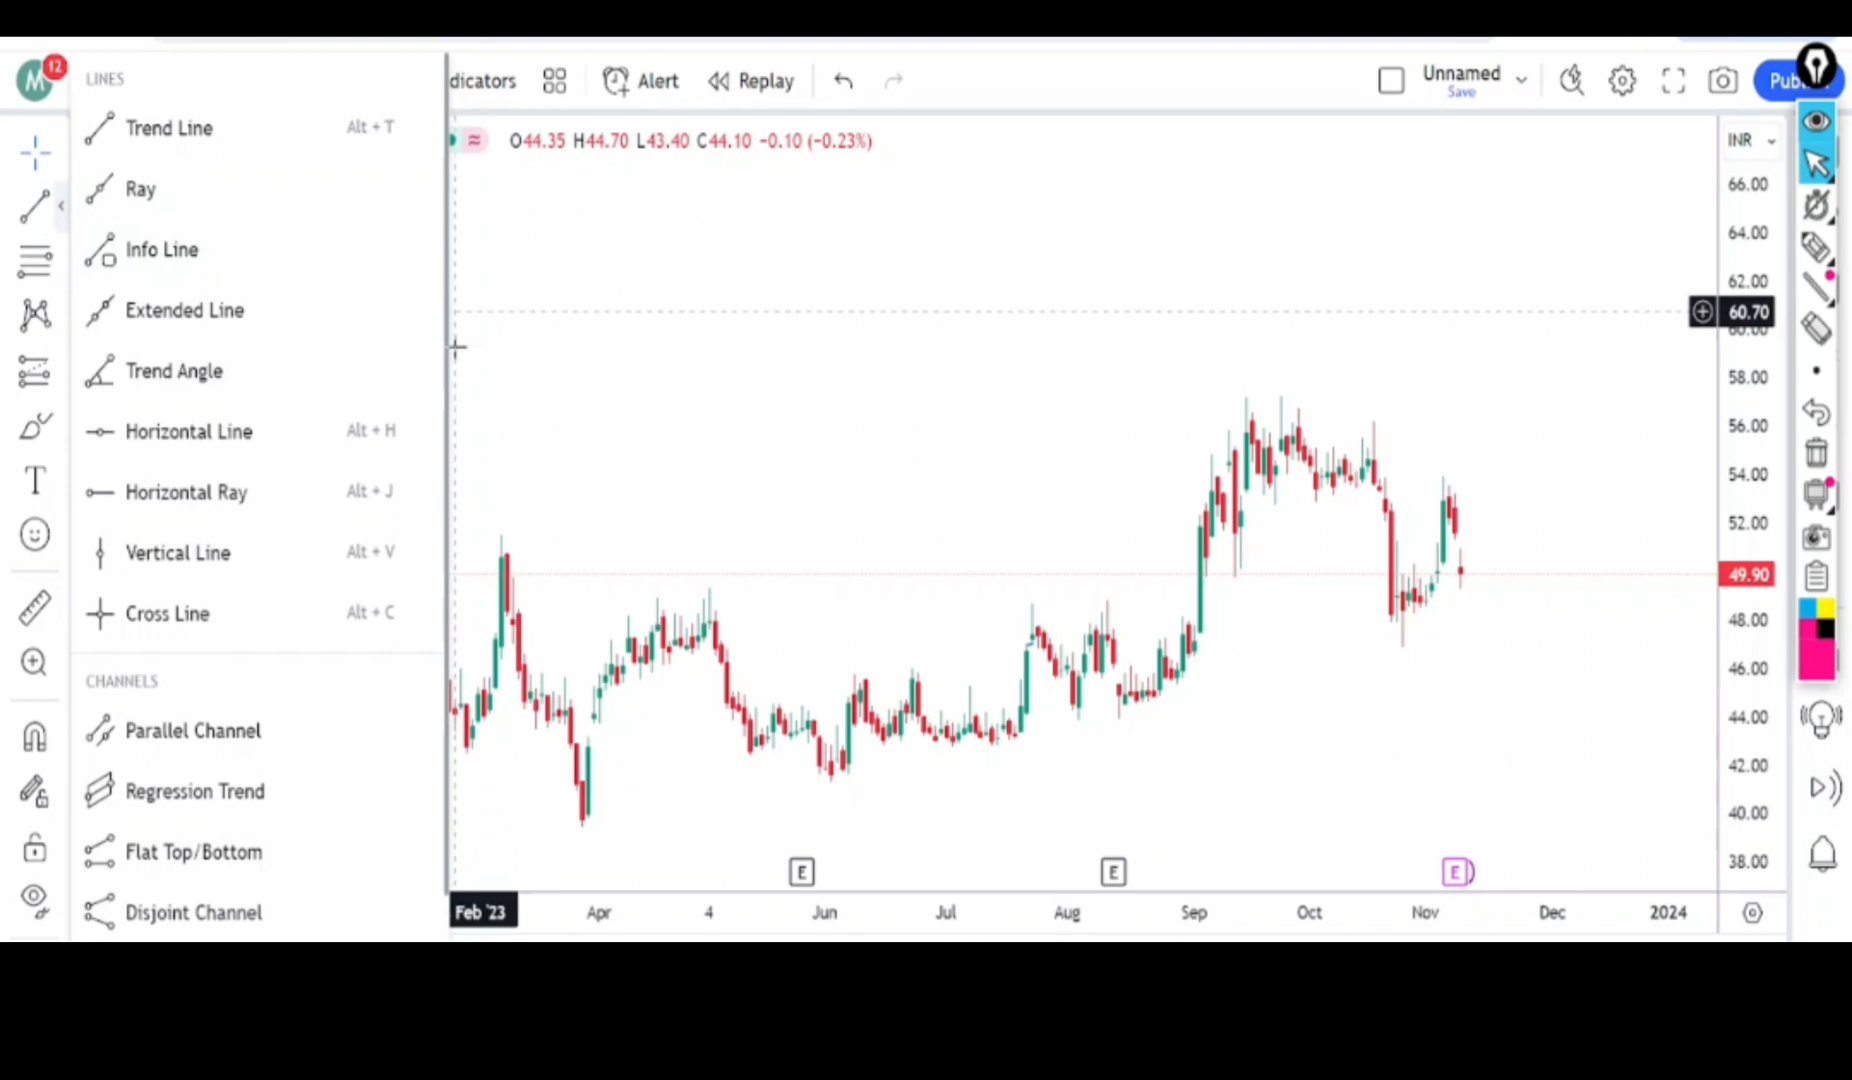 M
12
LINES
Trend Line Alt + T
Ray
Info Line
Extended Line
Trend Angle
Horizontal Line Alt + H
Horizontal Ray Alt + J
Vertical Line Alt + V
Cross Line Alt + C
CHANNELS
Parallel Channel
Regression Trend
Flat Top/Bottom
Disjoint Channel
T
dicators Alert Replay Unnamed
Save
Pub
O44.35 H44.70 L43.40 C44.10 −0.10 (−0.23%)
INR
66.00
64.00
62.00
60.70
60.00
58.00
56.00
54.00
52.00
49.90
48.00
46.00
44.00
42.00
40.00
38.00
E E E
Feb '23 Apr 4 Jun Jul Aug Sep Oct Nov Dec 2024